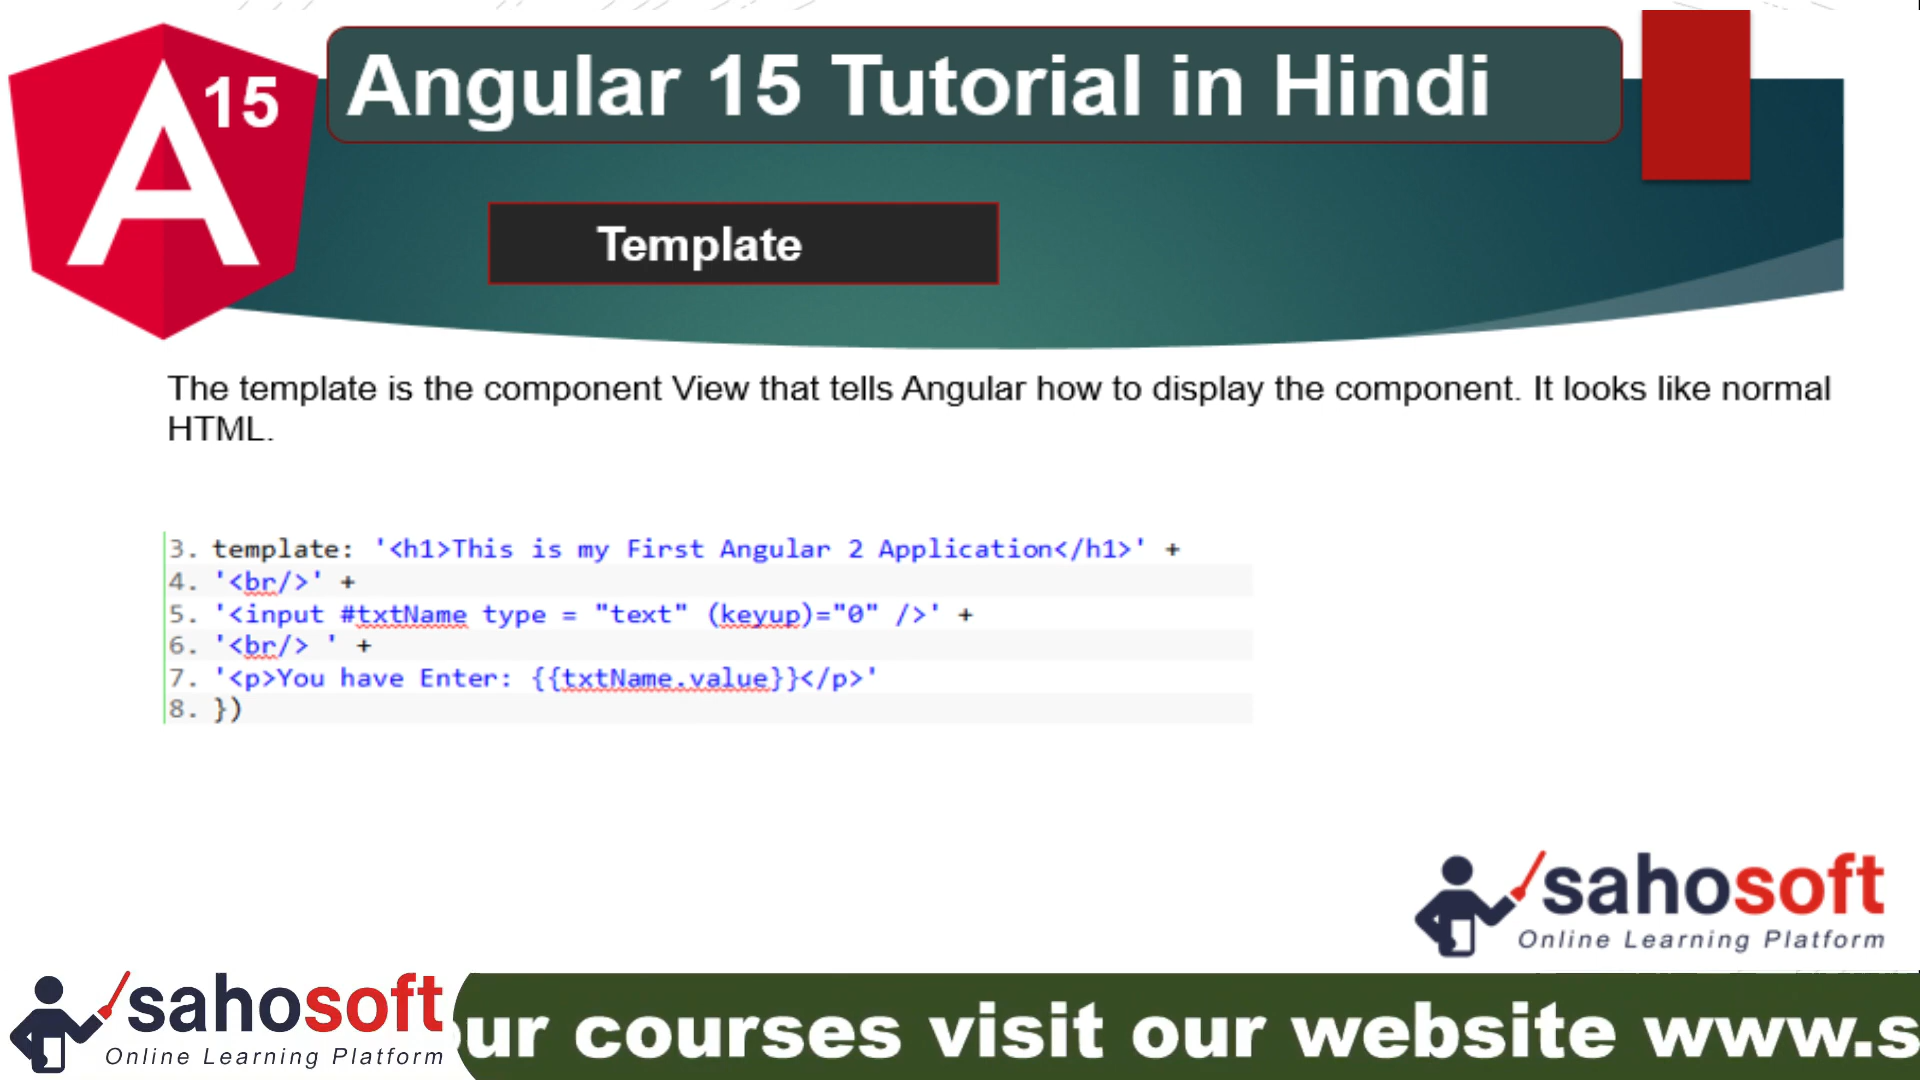 15
Angular 15 Tutorial in Hindi
Template
The template is the component View that tells Angular how to display the component. It looks like normal
HTML.
3. template: '<h1>This is my First Angular 2 Application</h1>' +
4. '<br/>' +
5. '<input #txtName type = "text" (keyup)="0" />' +
6. '<br/> ' +
7. '<p>You have Enter: {{txtName.value}}</p>'
8. })
sahosoft
Online Learning Platform
sahosoft
Online Learning Platform
our courses visit our website www.s